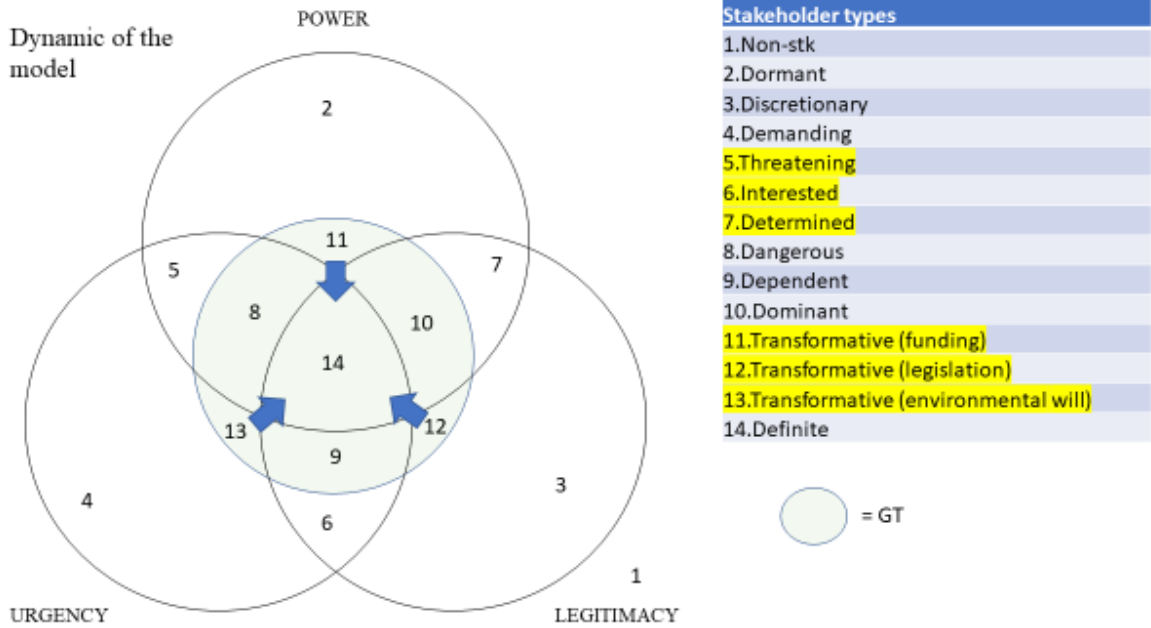 POWER
Dynamic of the
model
2
11
5
7
8
10
14
13
12
9
4
3
6
1
URGENCY
LEGITIMACY
Stakeholder types
1.Non-stk
2.Dormant
3.Discretionary
4.Demanding
5.Threatening
6.Interested
7.Determined
8.Dangerous
9.Dependent
10.Dominant
11.Transformative (funding)
12.Transformative (legislation)
13.Transformative (environmental will)
14.Definite
= GT